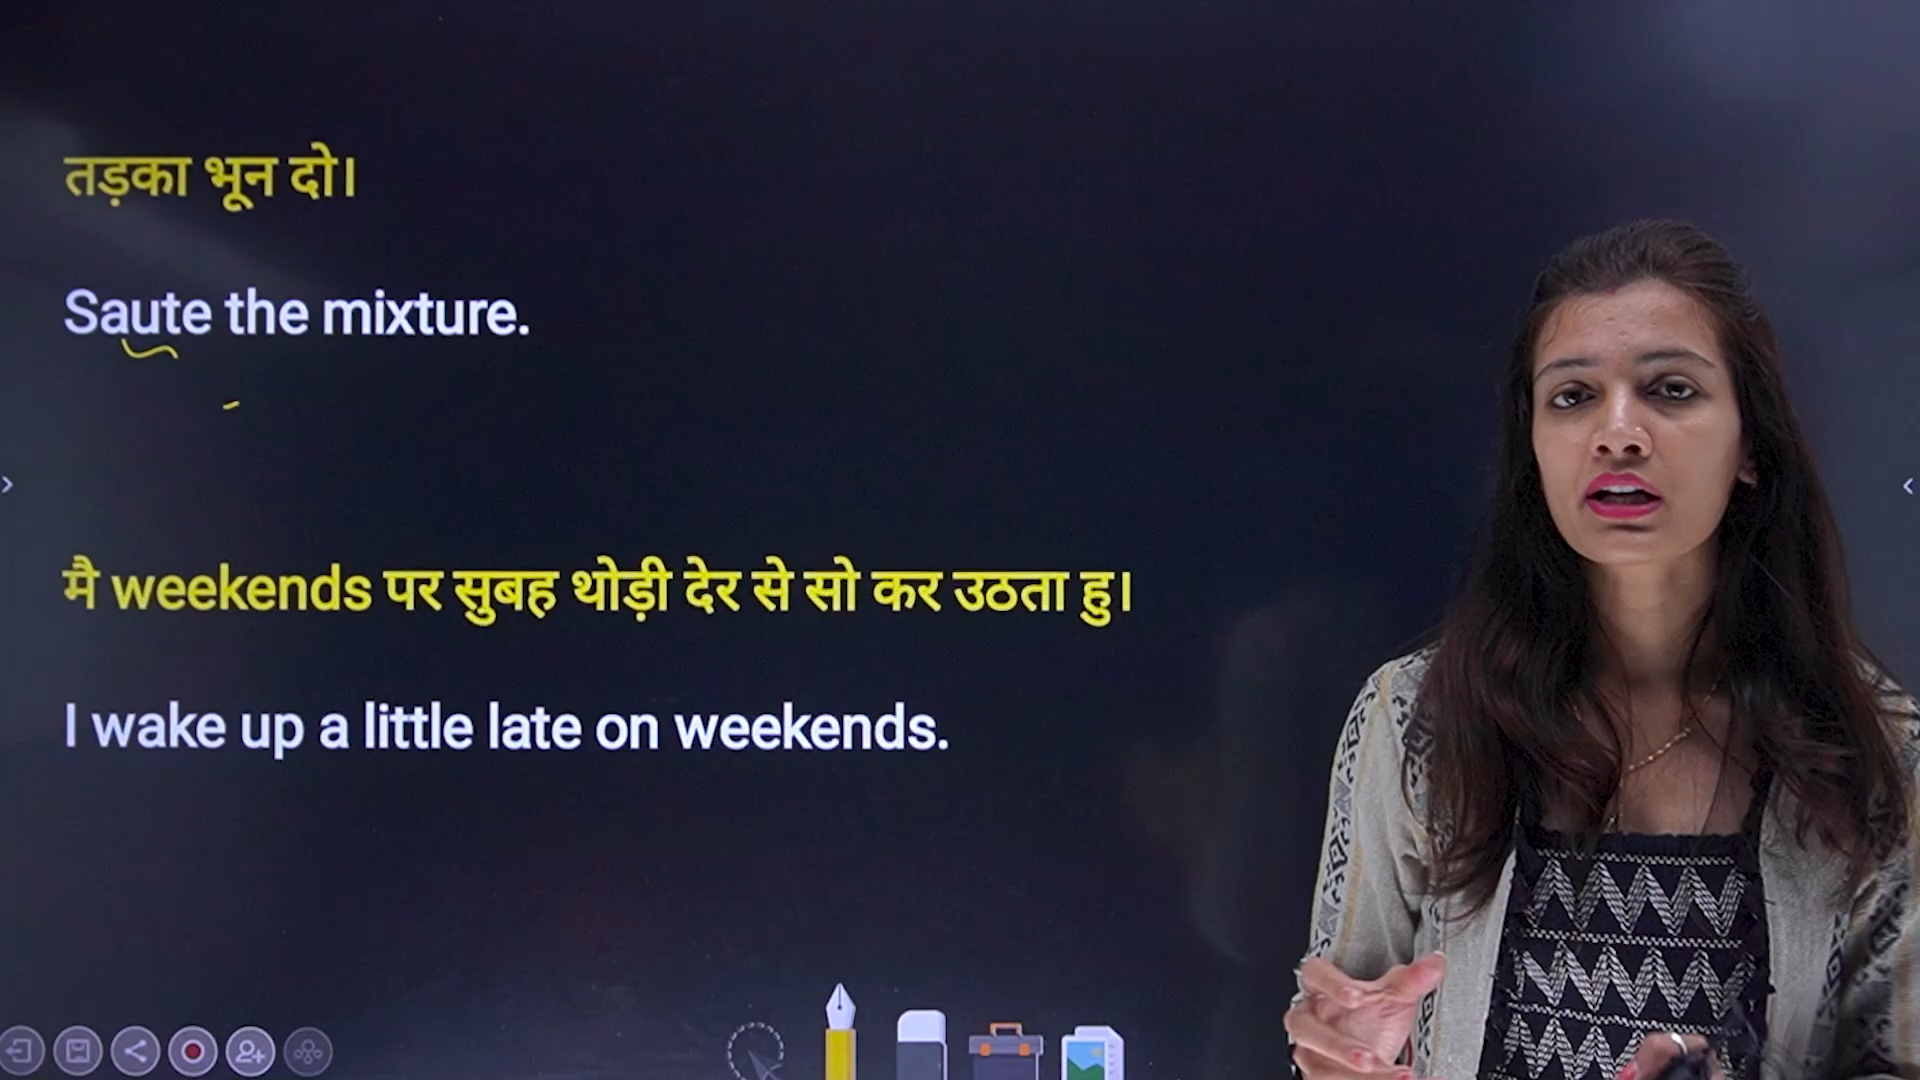 तड़का भून दो।
Saute the mixture.
मै weekends पर सुबह थोड़ी देर से सो कर उठता हु।
I wake up a little late on weekends.